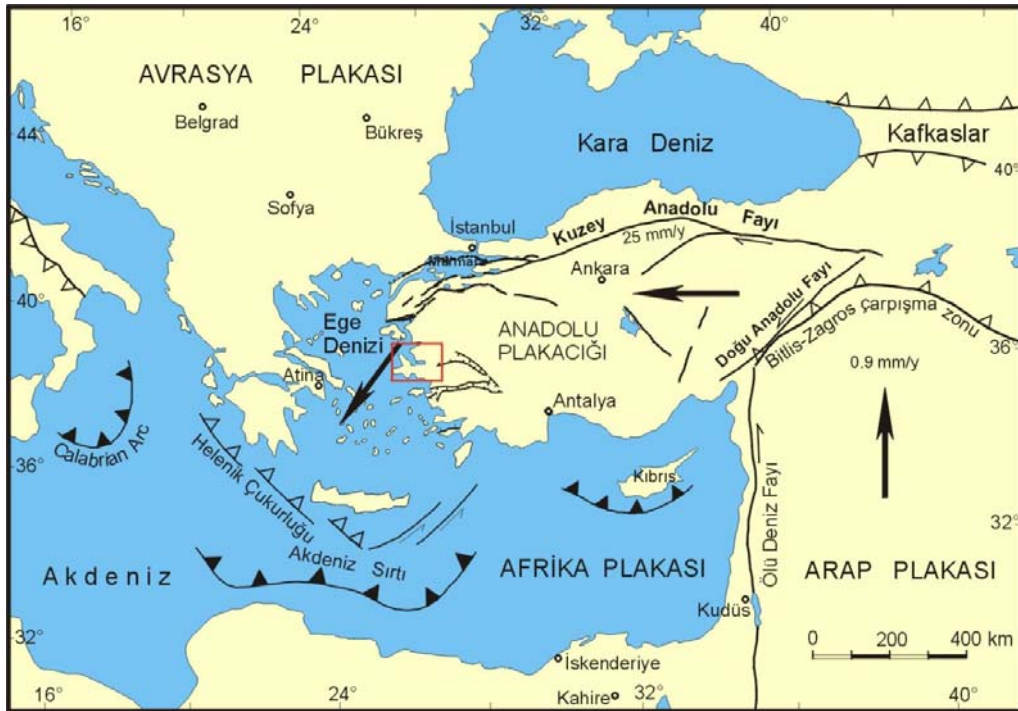 16°
24
32
40°
AVRASYA PLAKASI
Belgrad
Bükreş
44
Kara Deniz
Kafkaslar
40°
Sofya
İstanbul
Marmara
Kuzey Anadolu Fayı
25 mm/y
Ankara
40°
Ege
Denizi
ANADOLU
PLAKACIĞI
Doğu Anadolu Fayı
Bitlis-Zagros çarpışma zonu
36°
0.9 mm/y
Atina
Antalya
Calabrian Arc
Helenik Çukurluğu
36°
Kıbrıs
Ölü Deniz Fayı
32°
Akdeniz Sırtı
Akdeniz
AFRİKA PLAKASI
ARAP PLAKASI
Kudüs
32°
0 200 400 km
İskenderiye
Kahire
16°
24°
32°
40°